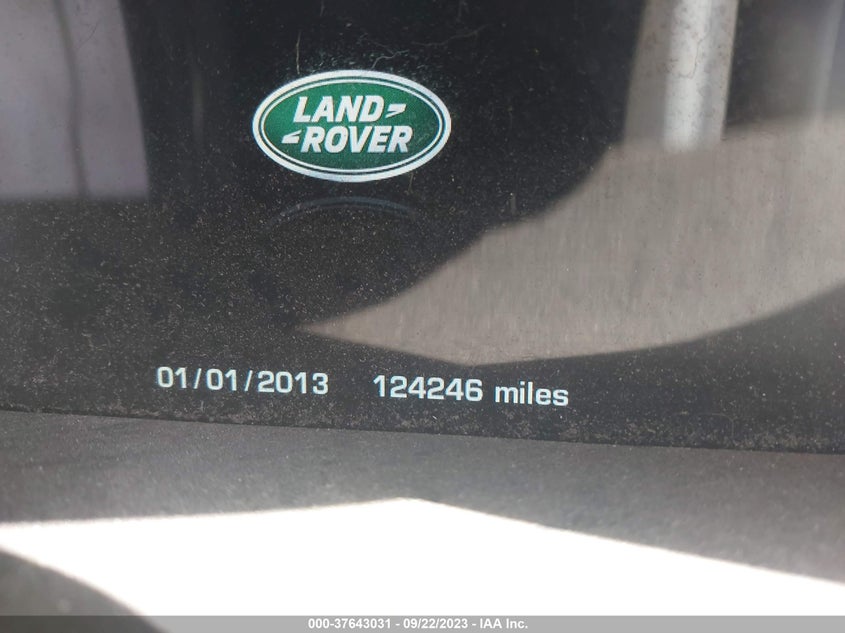 LAND
ROVER
01/01/2013 124246 miles
000-37643031 - 09/22/2023 - IAA Inc.